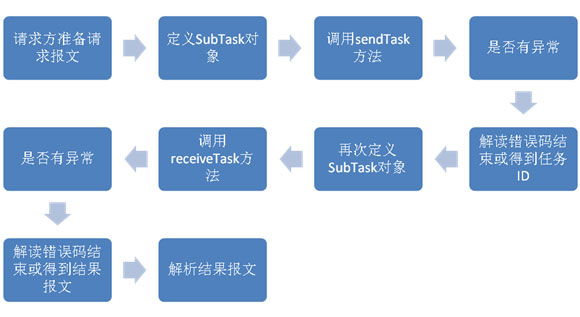 请求方准备请
求报文
定义SubTask对
象
调用sendTask
方法
是否有异常
解读错误码结
束或得到任务
ID
再次定义
SubTask对象
调用
receiveTask方
法
是否有异常
解读错误码结
束或得到结果
报文
解析结果报文